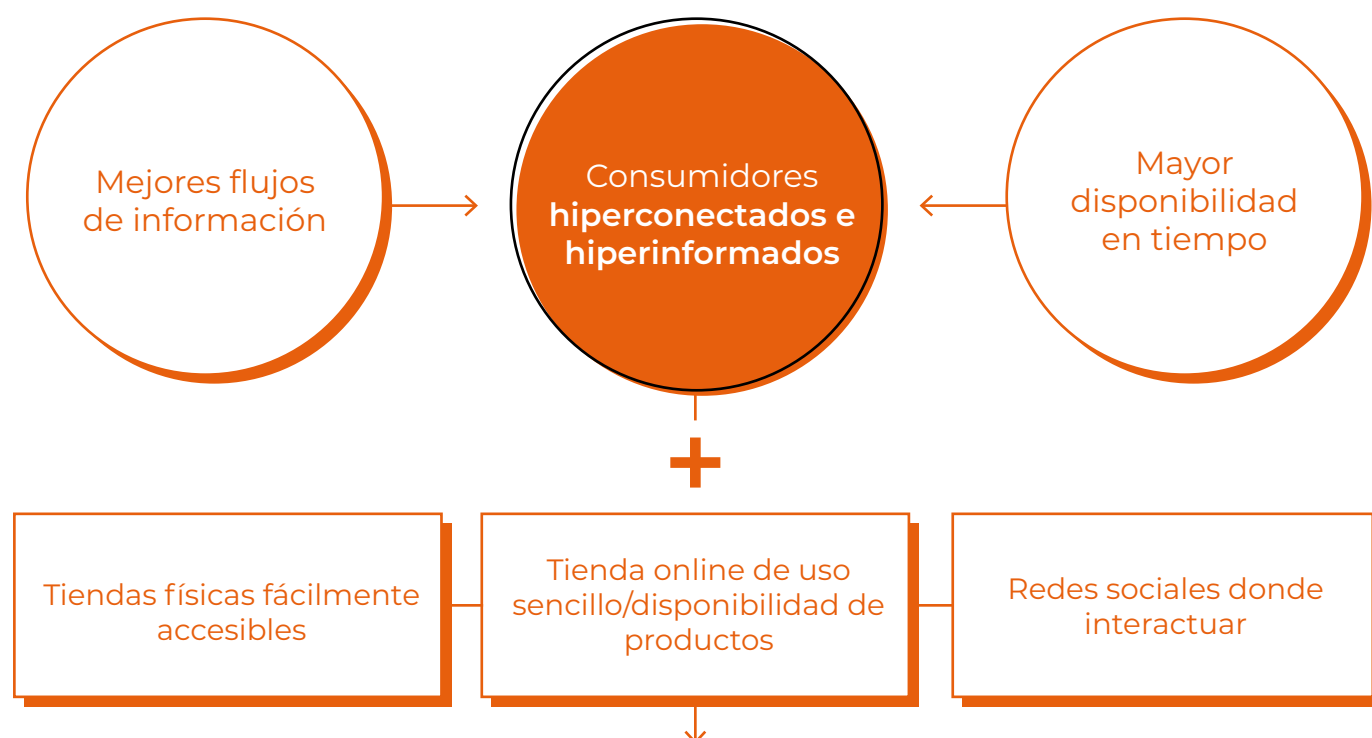 Mejores flujos
de información
Consumidores
hiperconectados e
hiperinformados
Mayor
disponibilidad
en tiempo
+
Tiendas físicas fácilmente
accesibles
Tienda online de uso
sencillo/disponibilidad de
productos
Redes sociales donde
interactuar